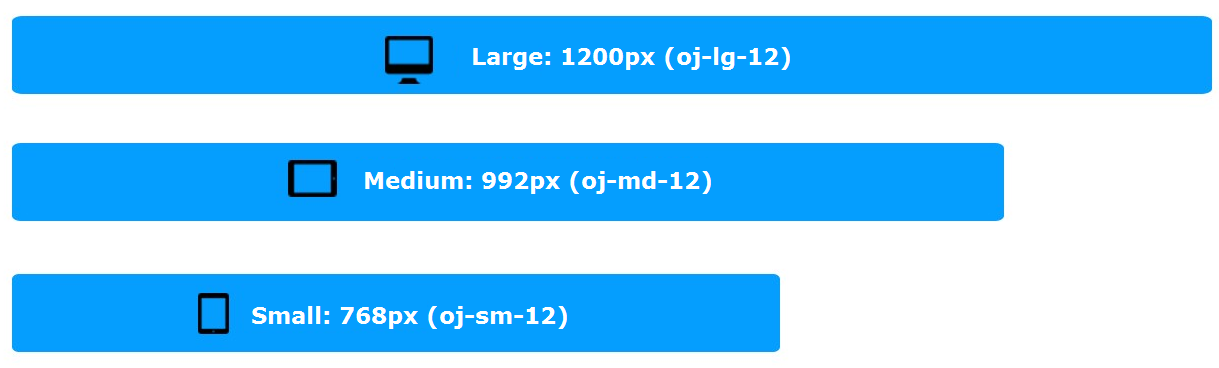 Large: 1200px (oj-lg-12)
Medium: 992px (oj-md-12)
Small: 768px (oj-sm-12)